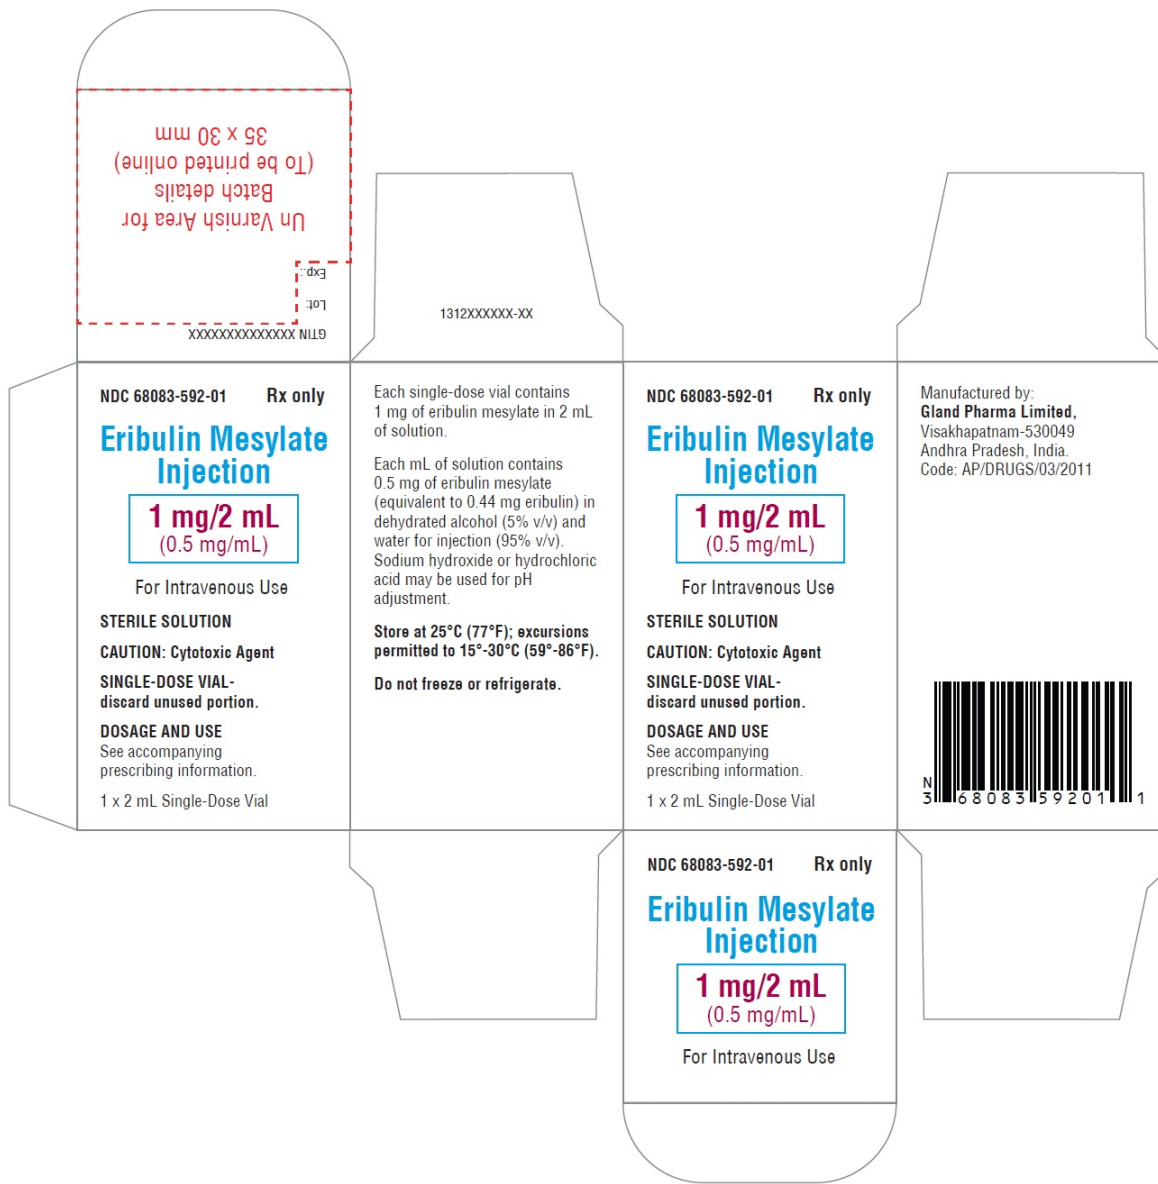 Un Varnish Area for
Batch details
(To be printed online)
35 x 30 mm
GTIN XXXXXXXXXXXXXX
Lot:
Exp.:
1312XXXXXX-XX
NDC 68083-592-01 Rx only
Eribulin Mesylate
Injection
1 mg/2 mL
(0.5 mg/mL)
For Intravenous Use
STERILE SOLUTION
CAUTION: Cytotoxic Agent
SINGLE-DOSE VIAL-
discard unused portion.
DOSAGE AND USE
See accompanying
prescribing information.
1 x 2 mL Single-Dose Vial
Each single-dose vial contains
1 mg of eribulin mesylate in 2 mL
of solution.
Each mL of solution contains
0.5 mg of eribulin mesylate
(equivalent to 0.44 mg eribulin) in
dehydrated alcohol (5% v/v) and
water for injection (95% v/v).
Sodium hydroxide or hydrochloric
acid may be used for pH
adjustment.
Store at 25°C (77°F); excursions
permitted to 15°-30°C (59°-86°F).
Do not freeze or refrigerate.
NDC 68083-592-01 Rx only
Eribulin Mesylate
Injection
1 mg/2 mL
(0.5 mg/mL)
For Intravenous Use
STERILE SOLUTION
CAUTION: Cytotoxic Agent
SINGLE-DOSE VIAL-
discard unused portion.
DOSAGE AND USE
See accompanying
prescribing information.
1 x 2 mL Single-Dose Vial
Manufactured by:
Gland Pharma Limited,
Visakhapatnam-530049
Andhra Pradesh, India.
Code: AP/DRUGS/03/2011
N
3 68083 59201 1
NDC 68083-592-01 Rx only
Eribulin Mesylate
Injection
1 mg/2 mL
(0.5 mg/mL)
For Intravenous Use